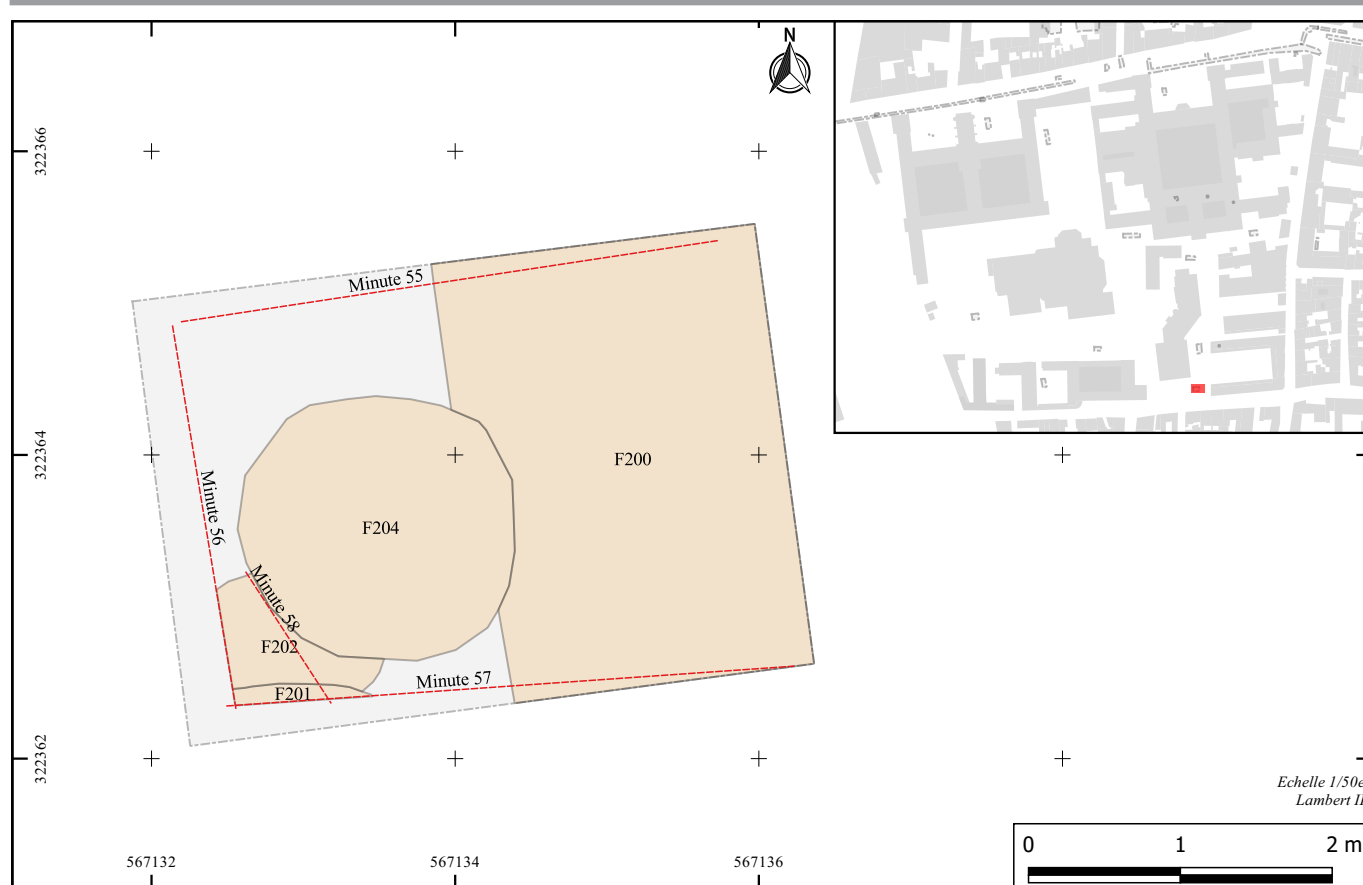 N
322366
Minute 55
322364
F200
Minute 56
F204
Minute 58
F202
Minute 57
F201
322362
Echelle 1/50e
Lambert II
0 1 2 m
567132 567134 567136